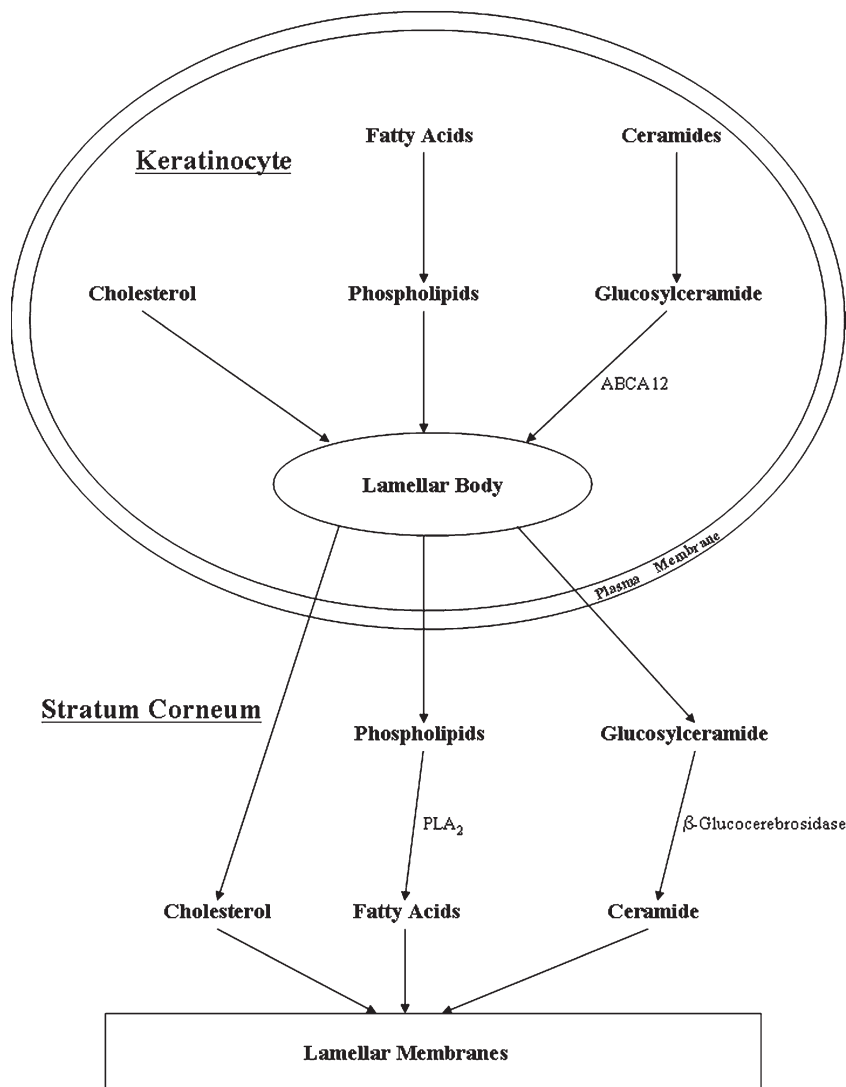 Fatty Acids
Ceramides
Keratinocyte
Cholesterol
Phospholipids
Glucosylceramide
ABCA12
Lamellar Body
Plasma Membrane
Stratum Corneum
Phospholipids
Glucosylceramide
PLA₂
β-Glucocerebrosidase
Cholesterol
Fatty Acids
Ceramide
Lamellar Membranes